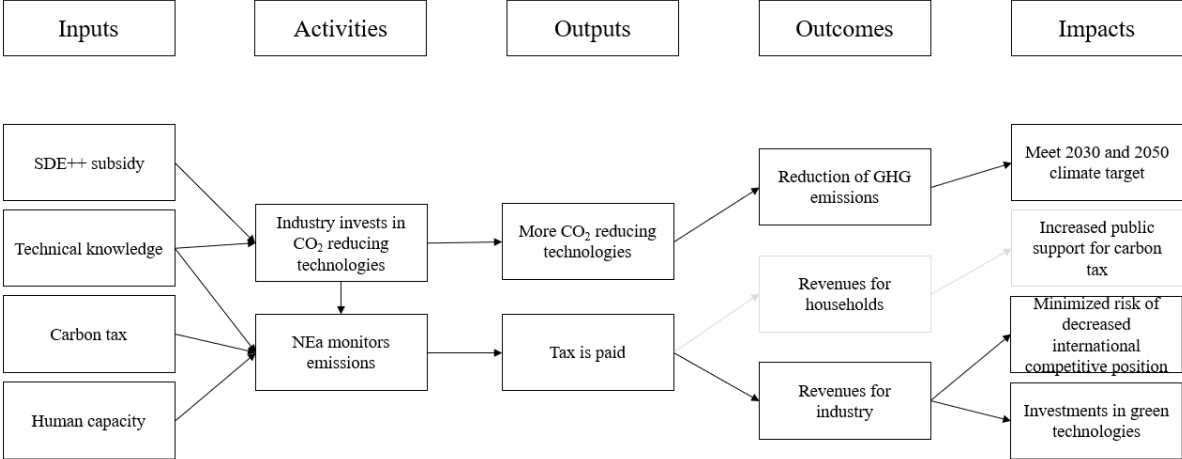 Inputs
Activities
Outputs
Outcomes
Impacts
SDE++ subsidy
Technical knowledge
Carbon tax
Human capacity
Industry invests in
CO₂ reducing
technologies
NEa monitors
emissions
More CO₂ reducing
technologies
Tax is paid
Reduction of GHG
emissions
Revenues for
households
Revenues for
industry
Meet 2030 and 2050
climate target
Increased public
support for carbon
tax
Minimized risk of
decreased
international
competitive position
Investments in green
technologies